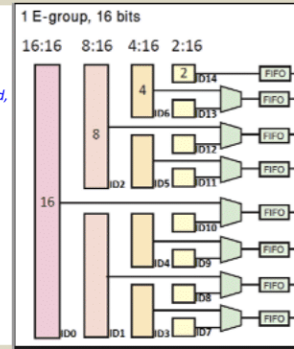 1 E-group, 16 bits
16:16 8:16 4:16 2:16
2
ID14
FIFO
4
FIFO
ID6
ID13
8
FIFO
ID12
FIFO
ID2
ID5
ID11
16
FIFO
ID10
FIFO
ID4
ID9
FIFO
ID8
FIFO
ID0
ID1
ID3
ID7
d,